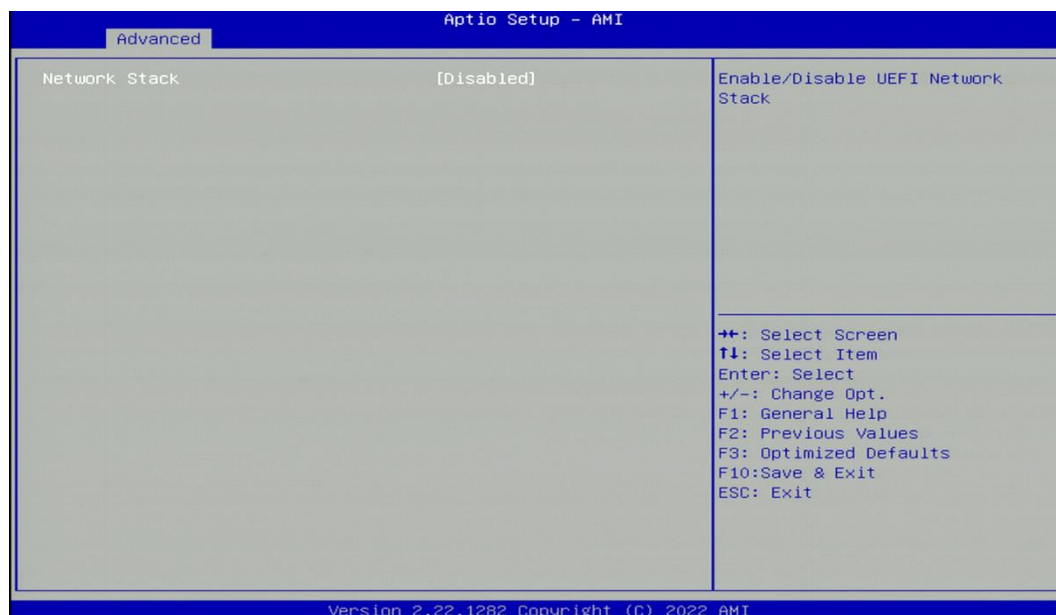 Aptio Setup – AMI
Advanced
Network Stack [Disabled]
Enable/Disable UEFI Network
Stack
→←: Select Screen
↑↓: Select Item
Enter: Select
+/-: Change Opt.
F1: General Help
F2: Previous Values
F3: Optimized Defaults
F10:Save & Exit
ESC: Exit
Version 2.22.1282 Copyright (C) 2022 AMI